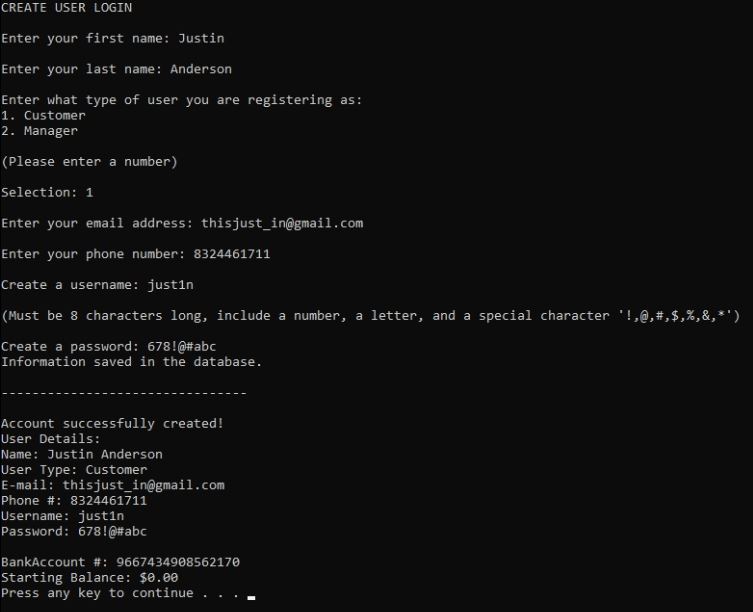 CREATE USER LOGIN
Enter your first name: Justin
Enter your last name: Anderson
Enter what type of user you are registering as:
1. Customer
2. Manager
(Please enter a number)
Selection: 1
Enter your email address: thisjust_in@gmail.com
Enter your phone number: 8324461711
Create a username: just1n
(Must be 8 characters long, include a number, a letter, and a special character '!,@,#,$,%,&,*')
Create a password: 678!@#abc
Information saved in the database.
--------------------------------
Account successfully created!
User Details:
Name: Justin Anderson
User Type: Customer
E-mail: thisjust_in@gmail.com
Phone #: 8324461711
Username: just1n
Password: 678!@#abc
BankAccount #: 9667434908562170
Starting Balance: $0.00
Press any key to continue . . .